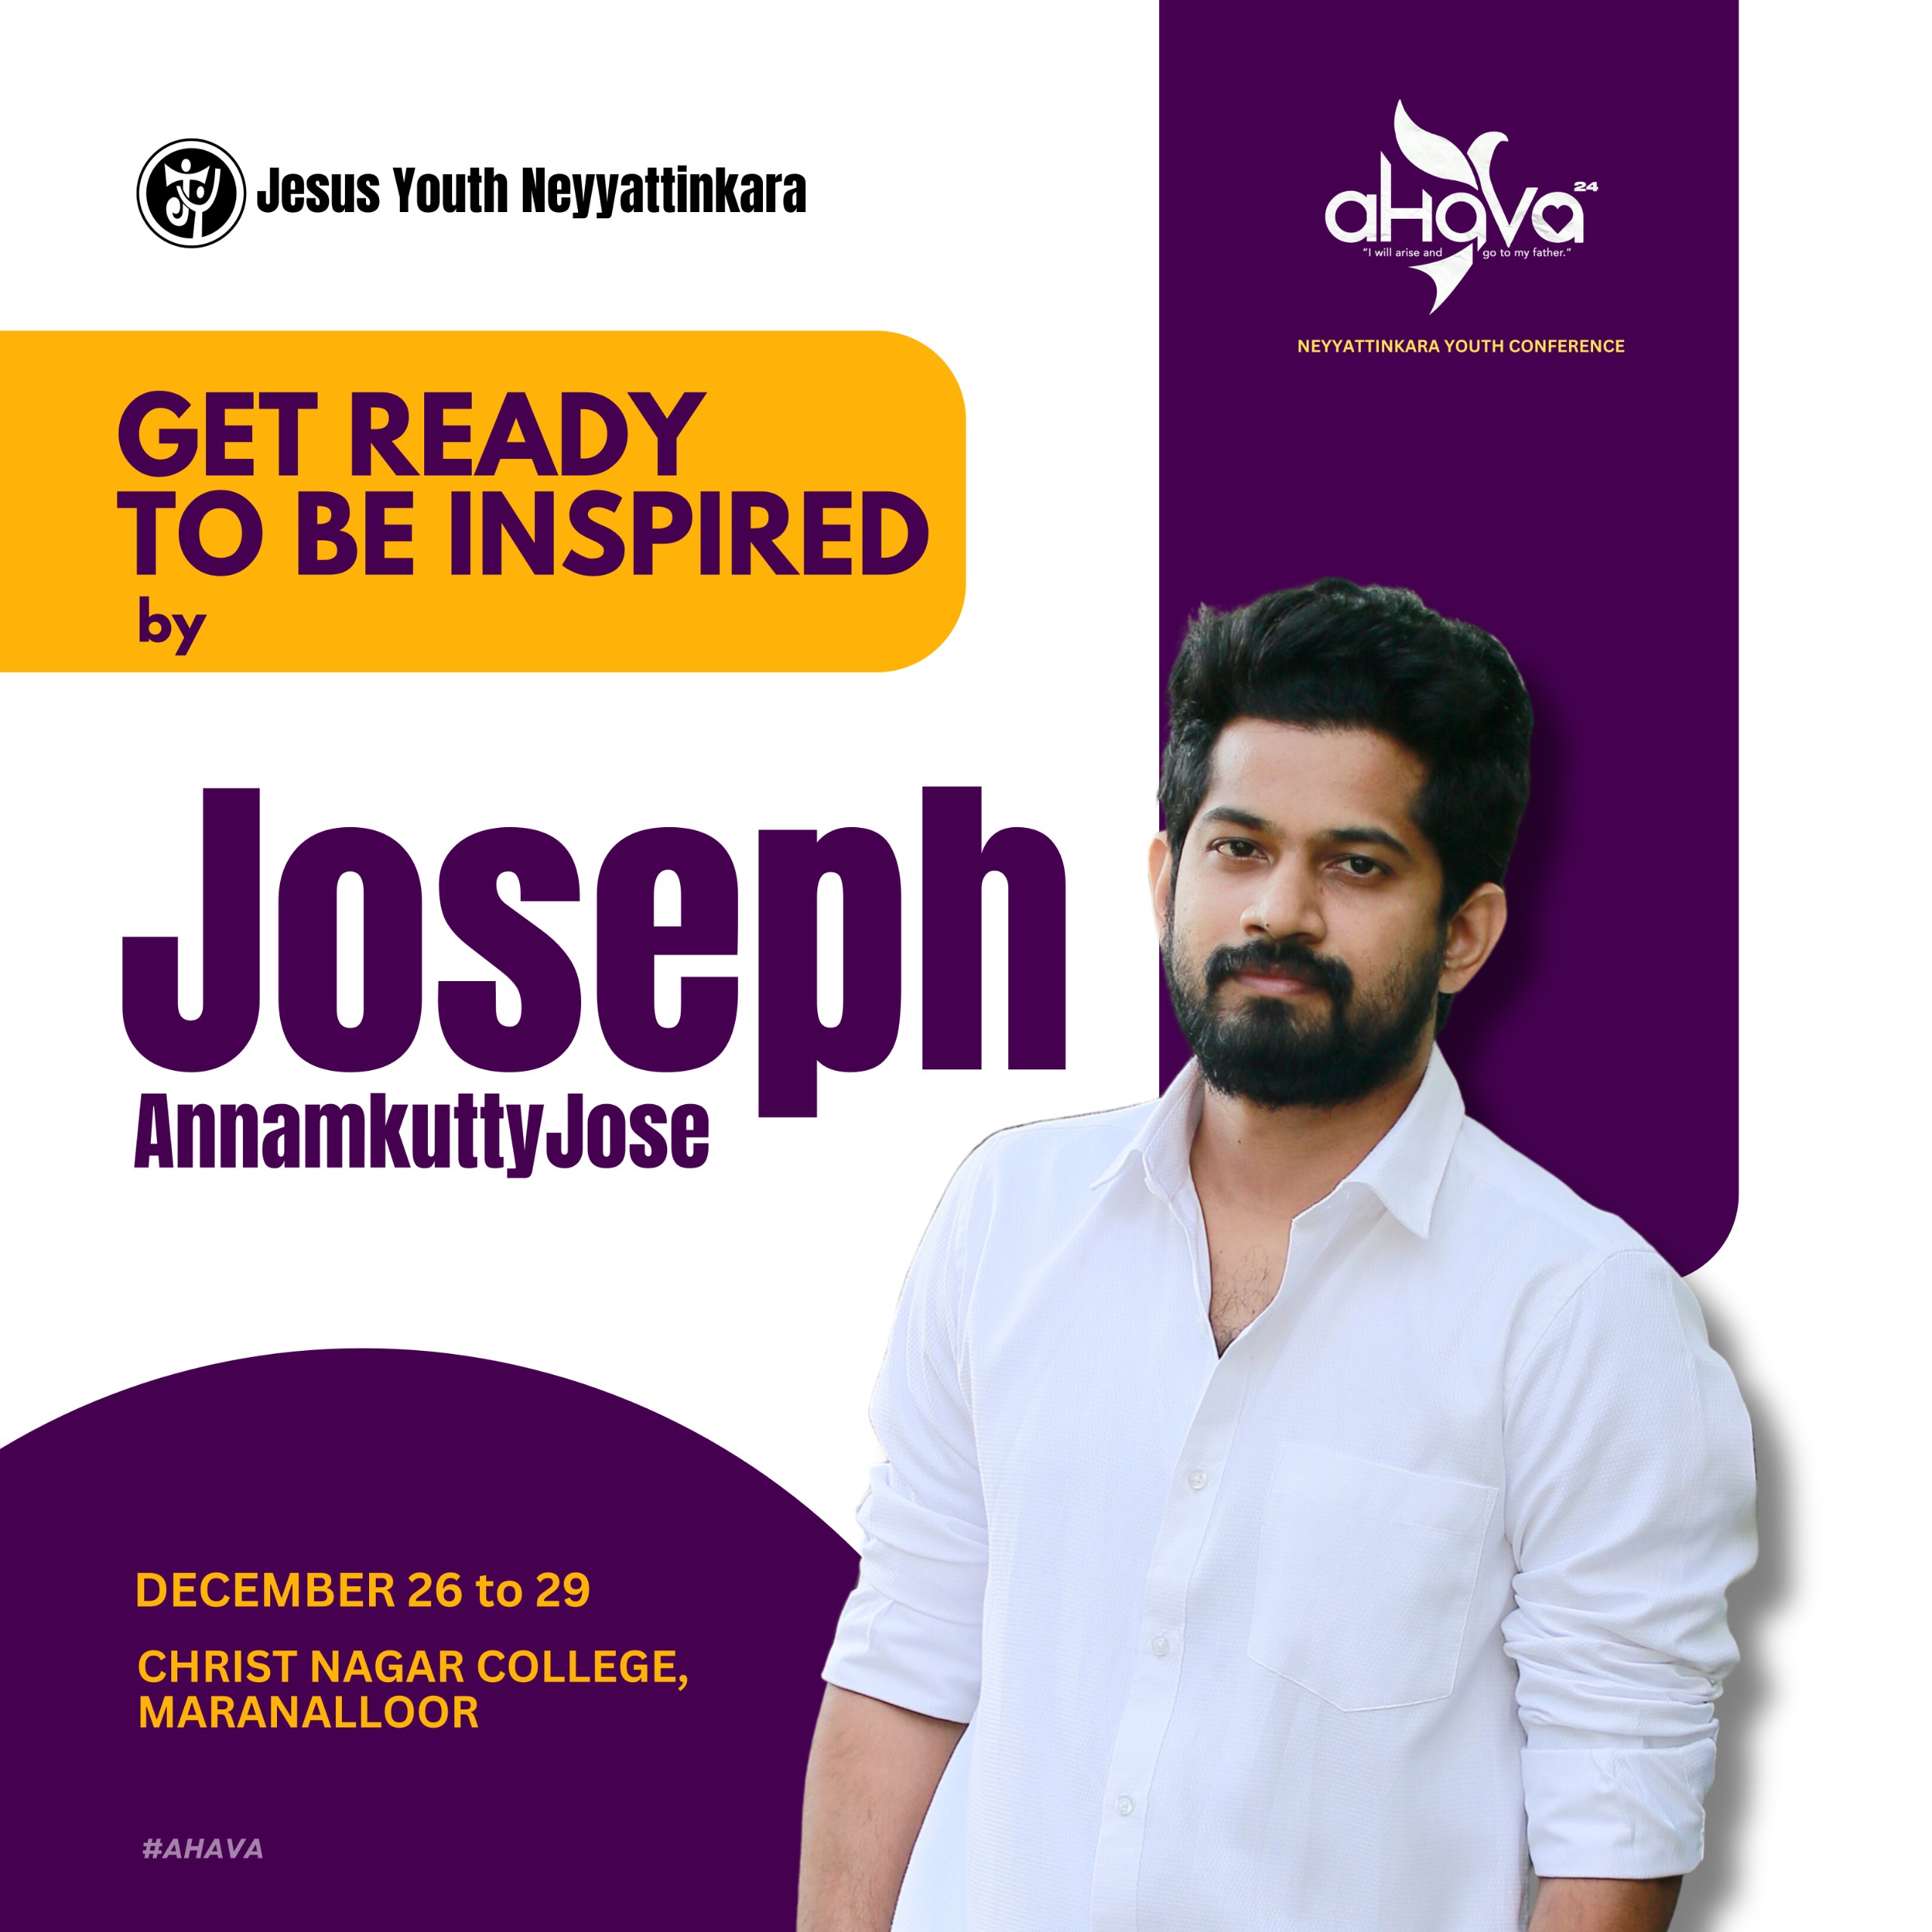 Jesus Youth Neyyattinkara
aHava 24
"I will arise and go to my father."
NEYYATTINKARA YOUTH CONFERENCE
GET READY
TO BE INSPIRED
by
Joseph
AnnamkuttyJose
DECEMBER 26 to 29
CHRIST NAGAR COLLEGE,
MARANALLOOR
#AHAVA